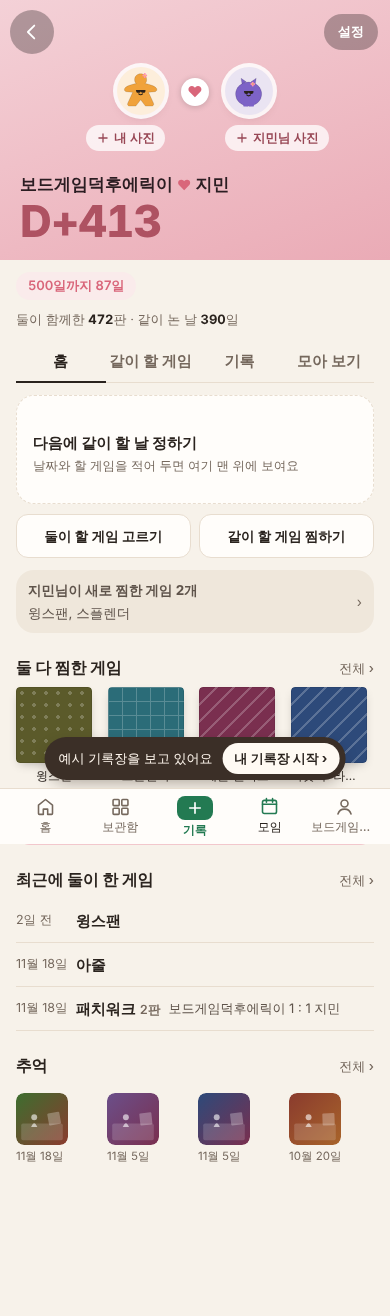 설정
+ 내 사진
+ 지민님 사진
보드게임덕후에릭이 ♥ 지민
D+413
500일까지 87일
둘이 함께한 472판 · 같이 논 날 390일
홈 같이 할 게임 기록 모아 보기
다음에 같이 할 날 정하기
날짜와 할 게임을 적어 두면 여기 맨 위에 보여요
둘이 할 게임 고르기 같이 할 게임 찜하기
지민님이 새로 찜한 게임 2개
윙스팬, 스플렌더
둘 다 찜한 게임 전체 ›
예시 기록장을 보고 있어요 내 기록장 시작 ›
홈 보관함 기록 모임 보드게임…
최근에 둘이 한 게임 전체 ›
2일 전 윙스팬
11월 18일 아줄
11월 18일 패치워크 2판 보드게임덕후에릭이 1 : 1 지민
추억 전체 ›
11월 18일 11월 5일 11월 5일 10월 20일